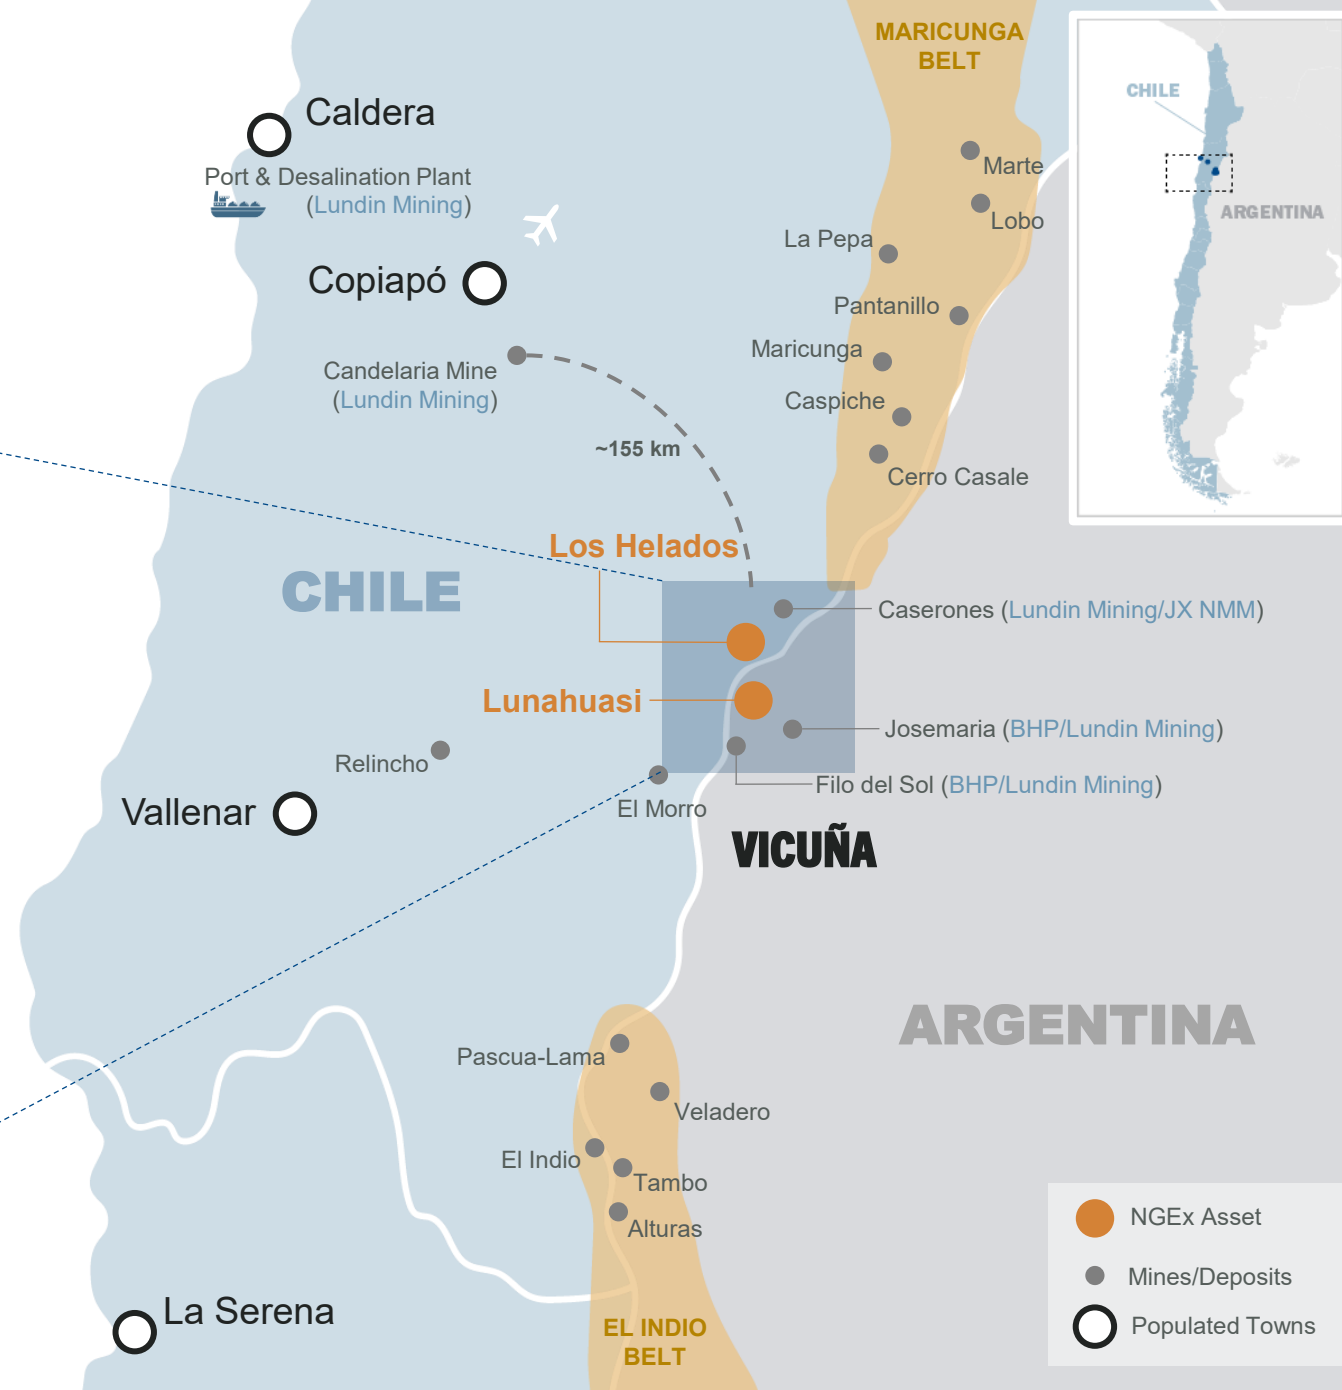 MARICUNGA
BELT
Caldera
CHILE
Port & Desalination Plant
(Lundin Mining)
Marte
Lobo
ARGENTINA
La Pepa
Copiapó
Pantanillo
Maricunga
Candelaria Mine
(Lundin Mining)
Caspiche
~155 km
Cerro Casale
Los Helados
CHILE
Caserones (Lundin Mining/JX NMM)
Lunahuasi
Josemaria (BHP/Lundin Mining)
Relincho
Filo del Sol (BHP/Lundin Mining)
Vallenar
El Morro
VICUÑA
ARGENTINA
Pascua-Lama
Veladero
El Indio
Tambo
Alturas
NGEx Asset
Mines/Deposits
Populated Towns
La Serena
EL INDIO
BELT